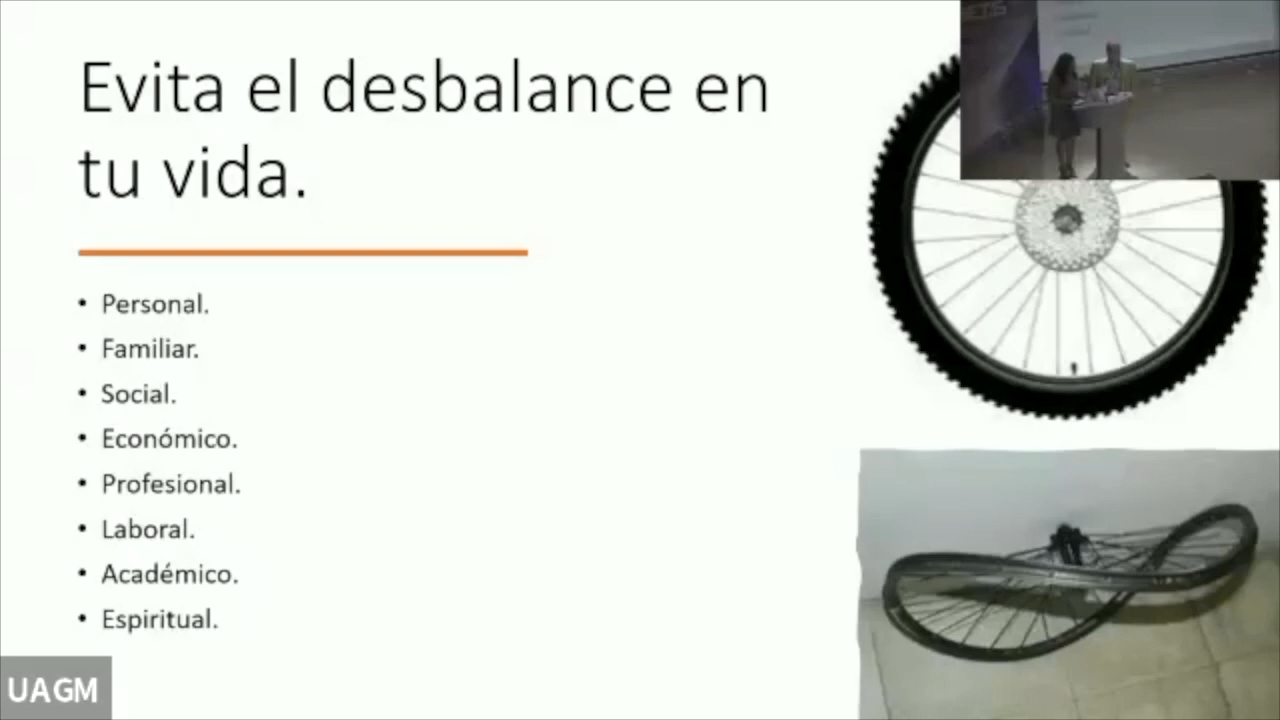 Evita el desbalance en
tu vida.
• Personal.
• Familiar.
• Social.
• Económico.
• Profesional.
• Laboral.
• Académico.
• Espiritual.
UAGM